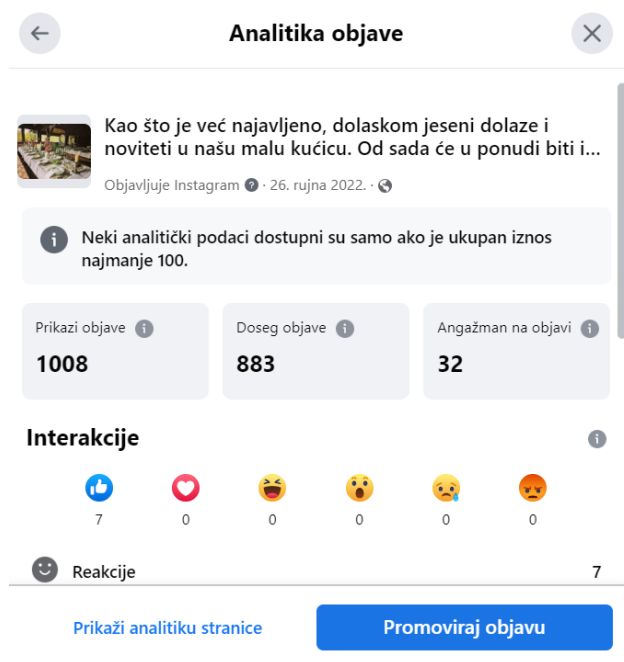 Analitika objave
Kao što je već najavljeno, dolaskom jeseni dolaze i
noviteti u našu malu kućicu. Od sada će u ponudi biti i...
Objavljuje Instagram · 26. rujna 2022. ·
Neki analitički podaci dostupni su samo ako je ukupan iznos
najmanje 100.
Prikazi objave
1008
Doseg objave
883
Angažman na objavi
32
Interakcije
7 0 0 0 0 0
Reakcije 7
Prikaži analitiku stranice
Promoviraj objavu